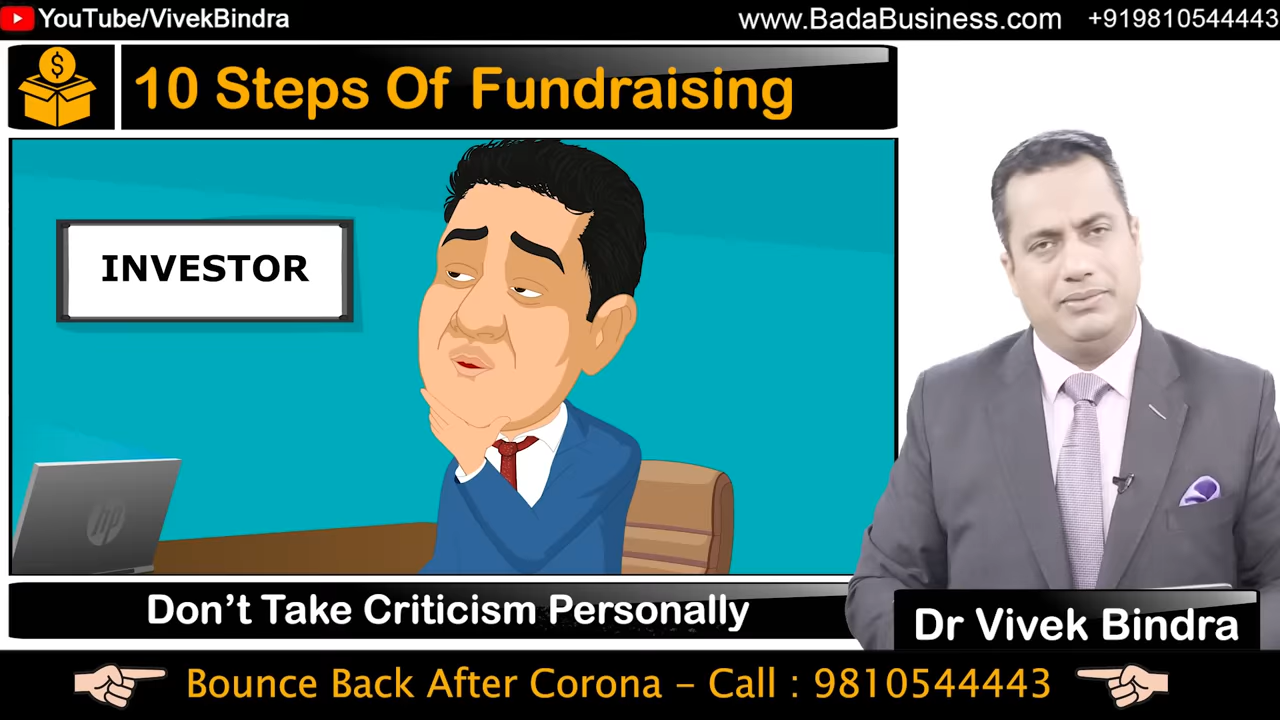 YouTube/VivekBindra
www.BadaBusiness.com +919810544443
10 Steps Of Fundraising
INVESTOR
hp
Don’t Take Criticism Personally
Dr Vivek Bindra
Bounce Back After Corona – Call : 9810544443